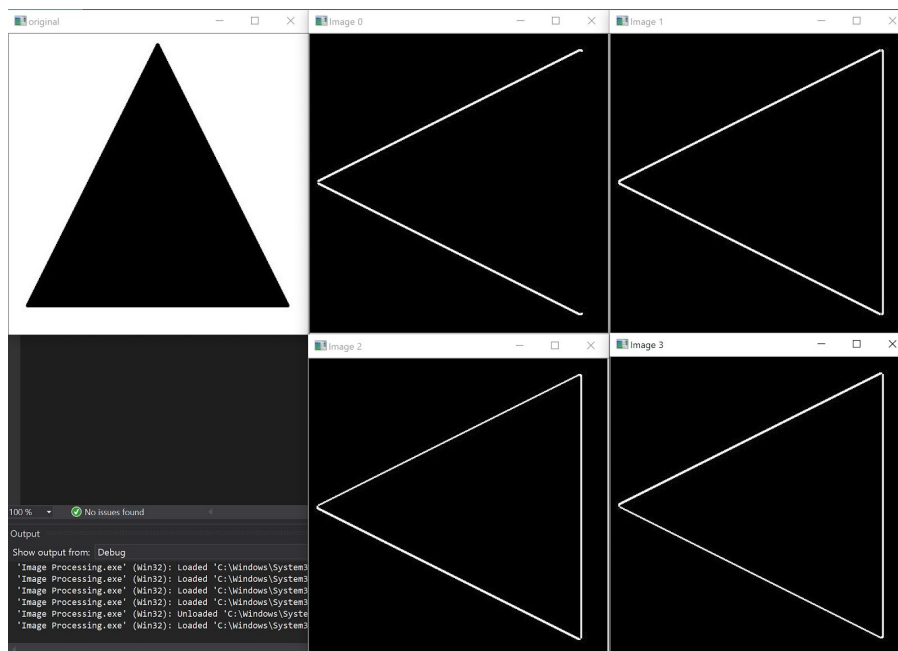 original
Image 0
Image 1
Image 2
Image 3
100 %
No issues found
Output
Show output from: Debug
'Image Processing.exe' (Win32): Loaded 'C:\Windows\System3
'Image Processing.exe' (Win32): Loaded 'C:\Windows\System3
'Image Processing.exe' (Win32): Loaded 'C:\Windows\System3
'Image Processing.exe' (Win32): Loaded 'C:\Windows\System3
'Image Processing.exe' (Win32): Unloaded 'C:\Windows\Syste
'Image Processing.exe' (Win32): Loaded 'C:\Windows\System3